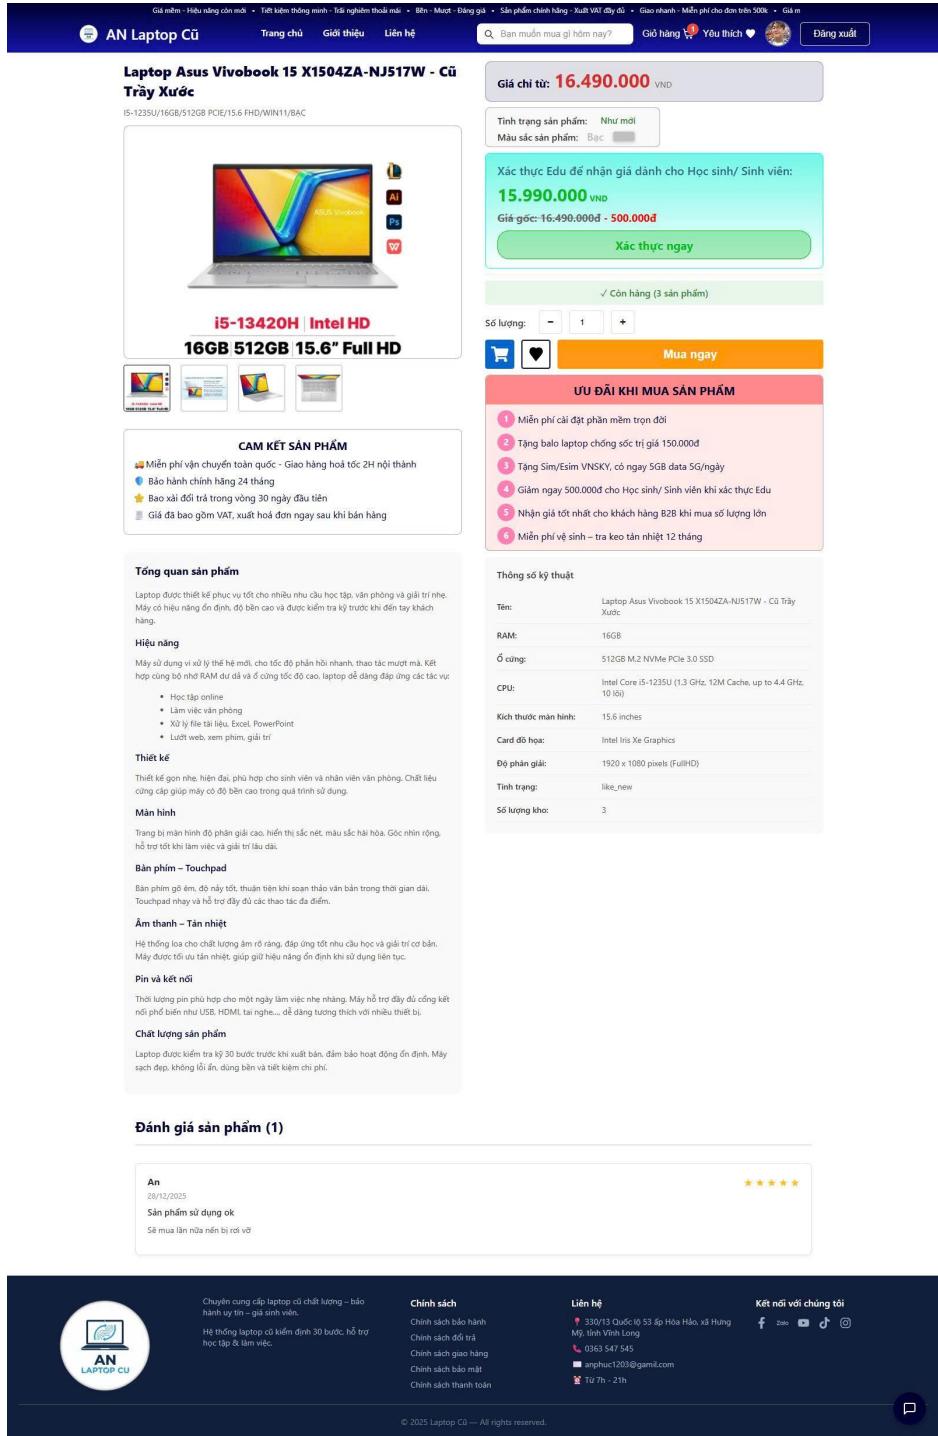 Giá mềm - Hiệu năng còn mới • Tiết kiệm thông minh - Trải nghiệm thoải mái • Bền - Mượt - Đáng giá • Sản phẩm chính hãng - Xuất VAT đầy đủ • Giao nhanh - Miễn phí cho đơn trên 500k • Giá m
AN Laptop Cũ
Trang chủ
Giới thiệu
Liên hệ
Bạn muốn mua gì hôm nay?
Giỏ hàng
1
Yêu thích
Đăng xuất
Laptop Asus Vivobook 15 X1504ZA-NJ517W - Cũ
Trầy Xước
I5-1235U/16GB/512GB PCIE/15.6 FHD/WIN11/BẠC
ASUS Vivobook
Ai
Ps
i5-13420H | Intel HD
16GB | 512GB | 15.6" Full HD
CAM KẾT SẢN PHẨM
Miễn phí vận chuyển toàn quốc - Giao hàng hoả tốc 2H nội thành
Bảo hành chính hãng 24 tháng
Bao xài đổi trả trong vòng 30 ngày đầu tiên
Giá đã bao gồm VAT, xuất hoá đơn ngay sau khi bán hàng
Giá chỉ từ: 16.490.000 VND
Tình trạng sản phẩm: Như mới
Màu sắc sản phẩm: Bạc
Xác thực Edu để nhận giá dành cho Học sinh/ Sinh viên:
15.990.000 VND
Giá gốc: 16.490.000đ - 500.000đ
Xác thực ngay
✓ Còn hàng (3 sản phẩm)
Số lượng: − 1 +
Mua ngay
ƯU ĐÃI KHI MUA SẢN PHẨM
1 Miễn phí cài đặt phần mềm trọn đời
2 Tặng balo laptop chống sốc trị giá 150.000đ
3 Tặng Sim/Esim VNSKY, có ngay 5GB data 5G/ngày
4 Giảm ngay 500.000đ cho Học sinh/ Sinh viên khi xác thực Edu
5 Nhận giá tốt nhất cho khách hàng B2B khi mua số lượng lớn
6 Miễn phí vệ sinh – tra keo tản nhiệt 12 tháng
Tổng quan sản phẩm
Laptop được thiết kế phục vụ tốt cho nhiều nhu cầu học tập, văn phòng và giải trí nhẹ.
Máy có hiệu năng ổn định, độ bền cao và được kiểm tra kỹ trước khi đến tay khách
hàng.
Hiệu năng
Máy sử dụng vi xử lý thế hệ mới, cho tốc độ phản hồi nhanh, thao tác mượt mà. Kết
hợp cùng bộ nhớ RAM dư dả và ổ cứng tốc độ cao, laptop dễ dàng đáp ứng các tác vụ:
• Học tập online
• Làm việc văn phòng
• Xử lý file tài liệu, Excel, PowerPoint
• Lướt web, xem phim, giải trí
Thiết kế
Thiết kế gọn nhẹ, hiện đại, phù hợp cho sinh viên và nhân viên văn phòng. Chất liệu
cứng cáp giúp máy có độ bền cao trong quá trình sử dụng.
Màn hình
Trang bị màn hình độ phân giải cao, hiển thị sắc nét, màu sắc hài hòa. Góc nhìn rộng,
hỗ trợ tốt khi làm việc và giải trí lâu dài.
Bàn phím – Touchpad
Bàn phím gõ êm, độ nảy tốt, thuận tiện khi soạn thảo văn bản trong thời gian dài.
Touchpad nhạy và hỗ trợ đầy đủ các thao tác đa điểm.
Âm thanh – Tản nhiệt
Hệ thống loa cho chất lượng âm rõ ràng, đáp ứng tốt nhu cầu học và giải trí cơ bản.
Máy được tối ưu tản nhiệt, giúp giữ hiệu năng ổn định khi sử dụng liên tục.
Pin và kết nối
Thời lượng pin phù hợp cho một ngày làm việc nhẹ nhàng. Máy hỗ trợ đầy đủ cổng kết
nối phổ biến như USB, HDMI, tai nghe..., dễ dàng tương thích với nhiều thiết bị.
Chất lượng sản phẩm
Laptop được kiểm tra kỹ 30 bước trước khi xuất bán, đảm bảo hoạt động ổn định. Máy
sạch đẹp, không lỗi ẩn, dùng bền và tiết kiệm chi phí.
Thông số kỹ thuật
Tên: Laptop Asus Vivobook 15 X1504ZA-NJ517W - Cũ Trầy
Xước
RAM: 16GB
Ổ cứng: 512GB M.2 NVMe PCIe 3.0 SSD
CPU: Intel Core i5-1235U (1.3 GHz, 12M Cache, up to 4.4 GHz,
10 lõi)
Kích thước màn hình: 15.6 inches
Card đồ họa: Intel Iris Xe Graphics
Độ phân giải: 1920 x 1080 pixels (FullHD)
Tình trạng: like_new
Số lượng kho: 3
Đánh giá sản phẩm (1)
An
★★★★★
28/12/2025
Sản phẩm sử dụng ok
Sẽ mua lần nữa nến bị rơi vỡ
AN
LAPTOP CU
Chuyên cung cấp laptop cũ chất lượng – bảo
hành uy tín – giá sinh viên.
Hệ thống laptop cũ kiểm định 30 bước, hỗ trợ
học tập & làm việc.
Chính sách
Chính sách bảo hành
Chính sách đổi trả
Chính sách giao hàng
Chính sách bảo mật
Chính sách thanh toán
Liên hệ
330/13 Quốc lộ 53 ấp Hòa Hảo, xã Hưng
Mỹ, tỉnh Vĩnh Long
0363 547 545
anphuc1203@gamil.com
Từ 7h - 21h
Kết nối với chúng tôi
Zalo
© 2025 Laptop Cũ — All rights reserved.